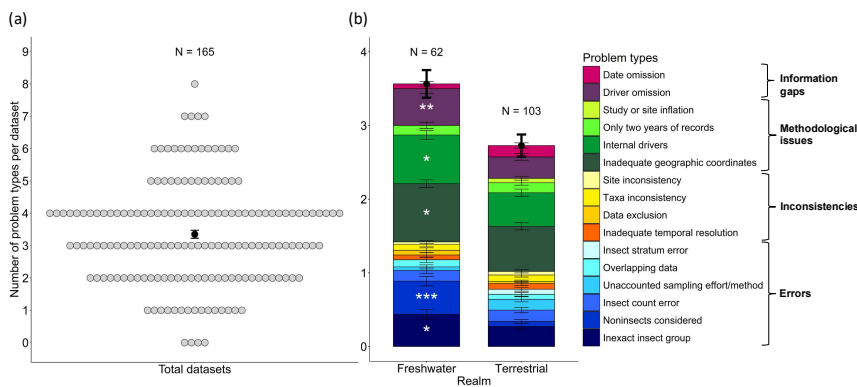 (a)
N = 165
9
8
7
6
5
4
3
2
1
0
Number of problem types per dataset
Total datasets
(b)
N = 62
N = 103
4
3
2
1
0
**
*
*
***
*
Freshwater
Terrestrial
Realm
Problem types
Date omission
Driver omission
Study or site inflation
Only two years of records
Internal drivers
Inadequate geographic coordinates
Site inconsistency
Taxa inconsistency
Data exclusion
Inadequate temporal resolution
Insect stratum error
Overlapping data
Unaccounted sampling effort/method
Insect count error
Noninsects considered
Inexact insect group
Information
gaps
Methodological
issues
Inconsistencies
Errors